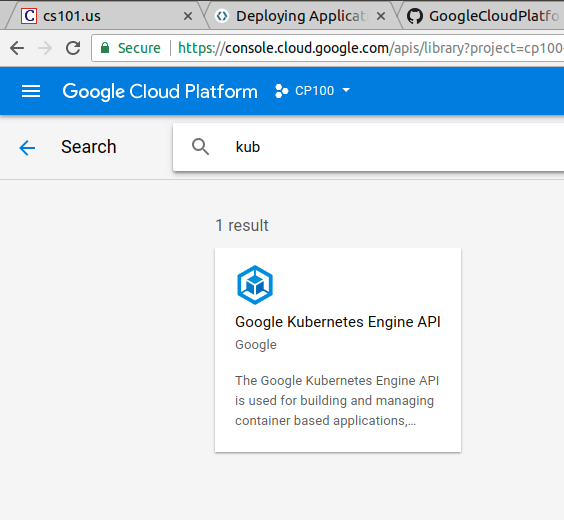 cs101.us
Deploying Applicat
GoogleCloudPlatfo
Secure https://console.cloud.google.com/apis/library?project=cp100-
Google Cloud Platform CP100
Search kub
1 result
Google Kubernetes Engine API
Google
The Google Kubernetes Engine API
is used for building and managing
container based applications,…